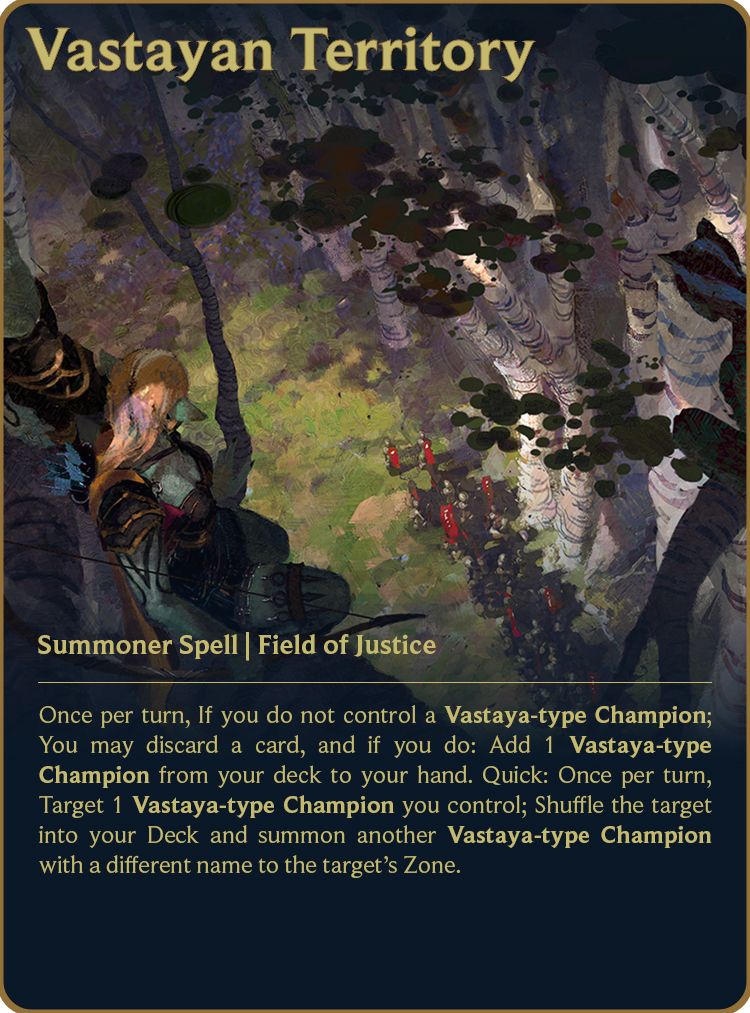 Vastayan Territory
Summoner Spell | Field of Justice
Once per turn, If you do not control a Vastaya-type Champion;
You may discard a card, and if you do: Add 1 Vastaya-type
Champion from your deck to your hand. Quick: Once per turn,
Target 1 Vastaya-type Champion you control; Shuffle the target
into your Deck and summon another Vastaya-type Champion
with a different name to the target’s Zone.